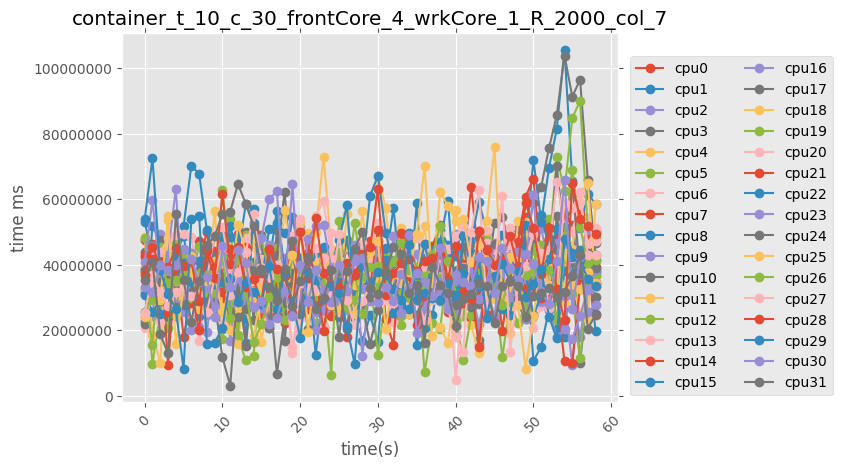 container_t_10_c_30_frontCore_4_wrkCore_1_R_2000_col_7
time ms
100000000
80000000
60000000
40000000
20000000
0
0 10 20 30 40 50 60
time(s)
cpu0 cpu16
cpu1 cpu17
cpu2 cpu18
cpu3 cpu19
cpu4 cpu20
cpu5 cpu21
cpu6 cpu22
cpu7 cpu23
cpu8 cpu24
cpu9 cpu25
cpu10 cpu26
cpu11 cpu27
cpu12 cpu28
cpu13 cpu29
cpu14 cpu30
cpu15 cpu31